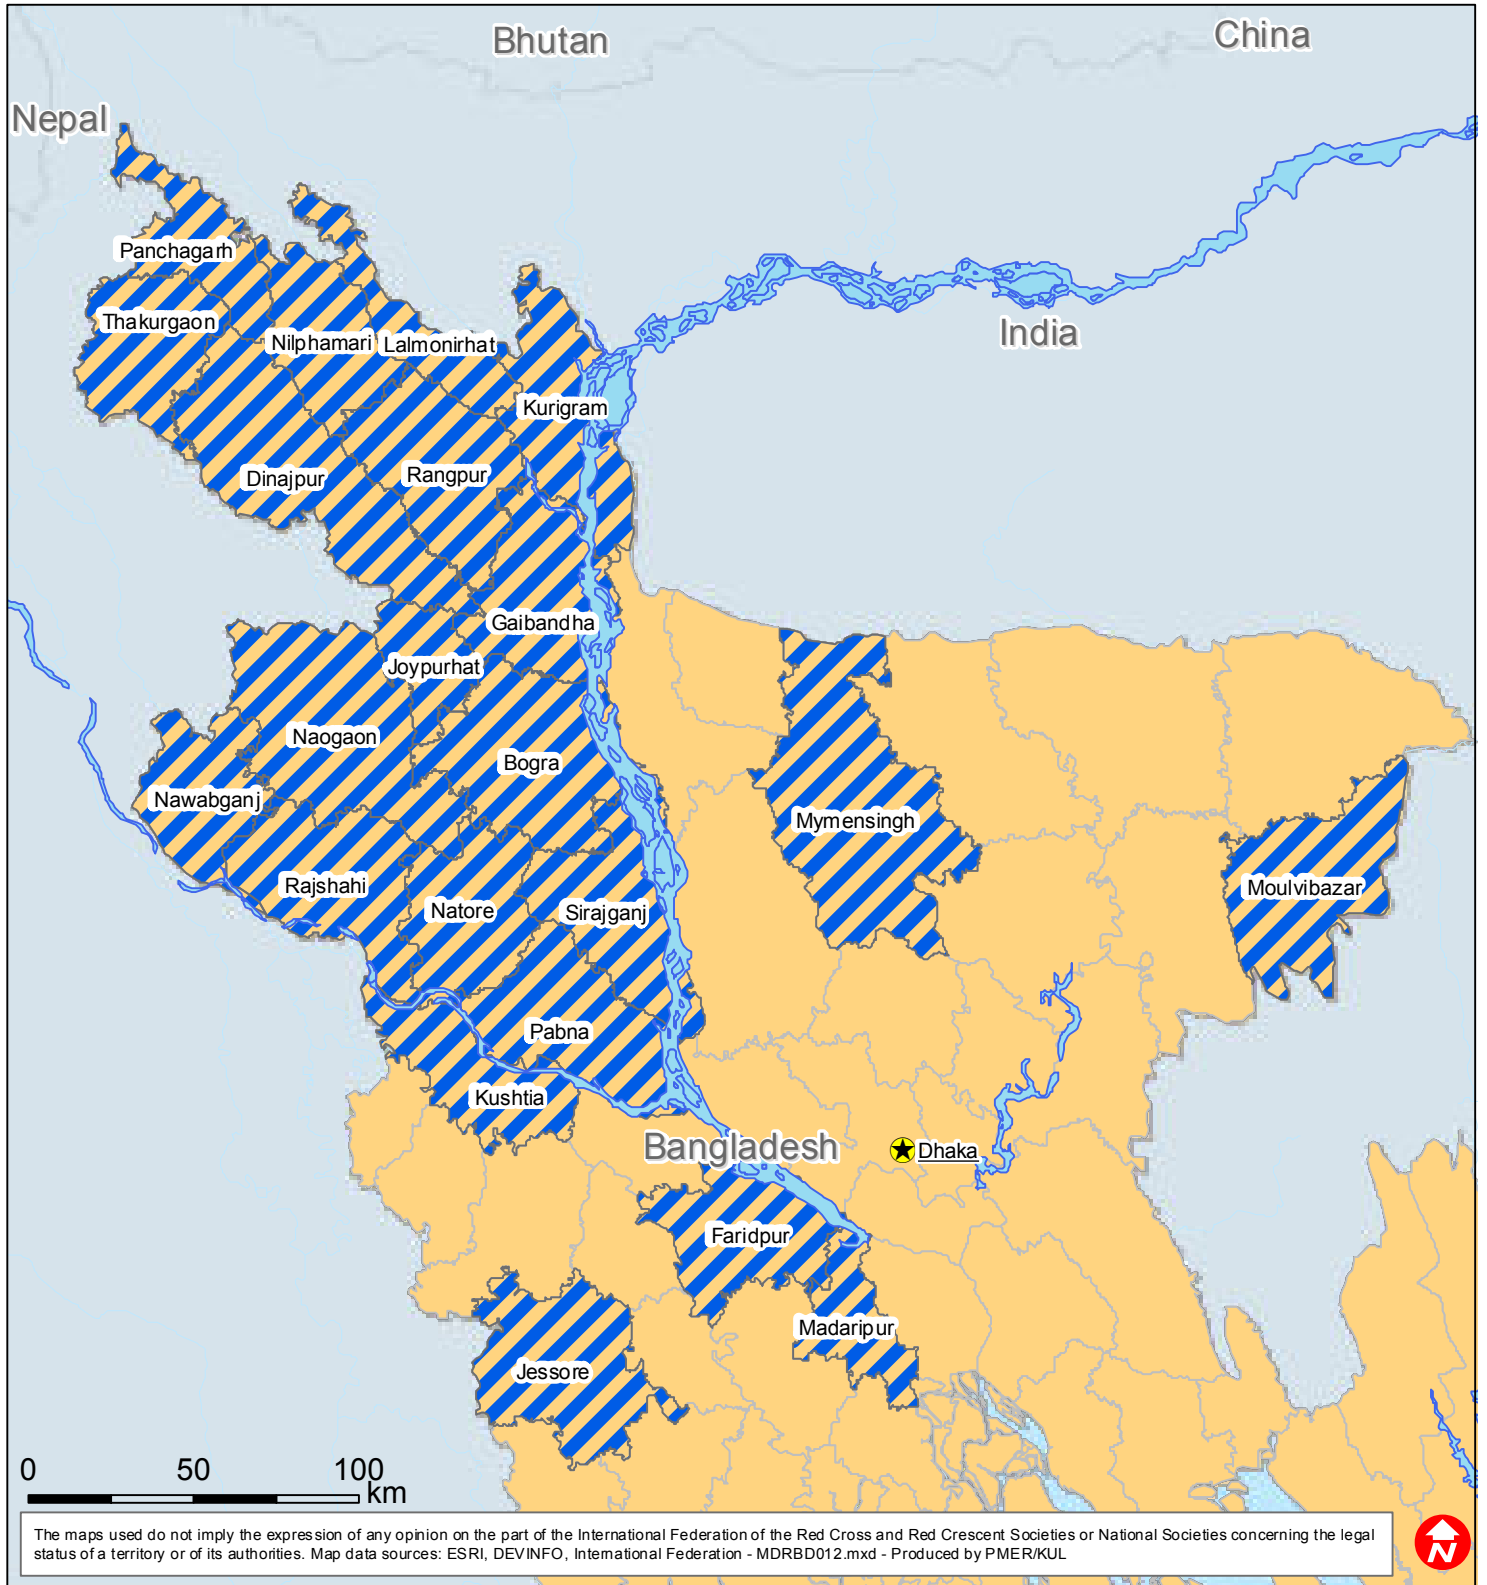 Bhutan
China
Nepal
Panchagarh
Thakurgaon
Nilphamari
Lalmonirhat
India
Kurigram
Dinajpur
Rangpur
Gaibandha
Joypurhat
Naogaon
Bogra
Nawabganj
Mymensingh
Rajshahi
Natore
Sirajganj
Moulvibazar
Pabna
Kushtia
Bangladesh
Dhaka
Faridpur
Madaripur
Jessore
0 50 100
km
The maps used do not imply the expression of any opinion on the part of the International Federation of the Red Cross and Red Crescent Societies or National Societies concerning the legal
status of a territory or of its authorities. Map data sources: ESRI, DEVINFO, International Federation - MDRBD012.mxd - Produced by PMER/KUL
N